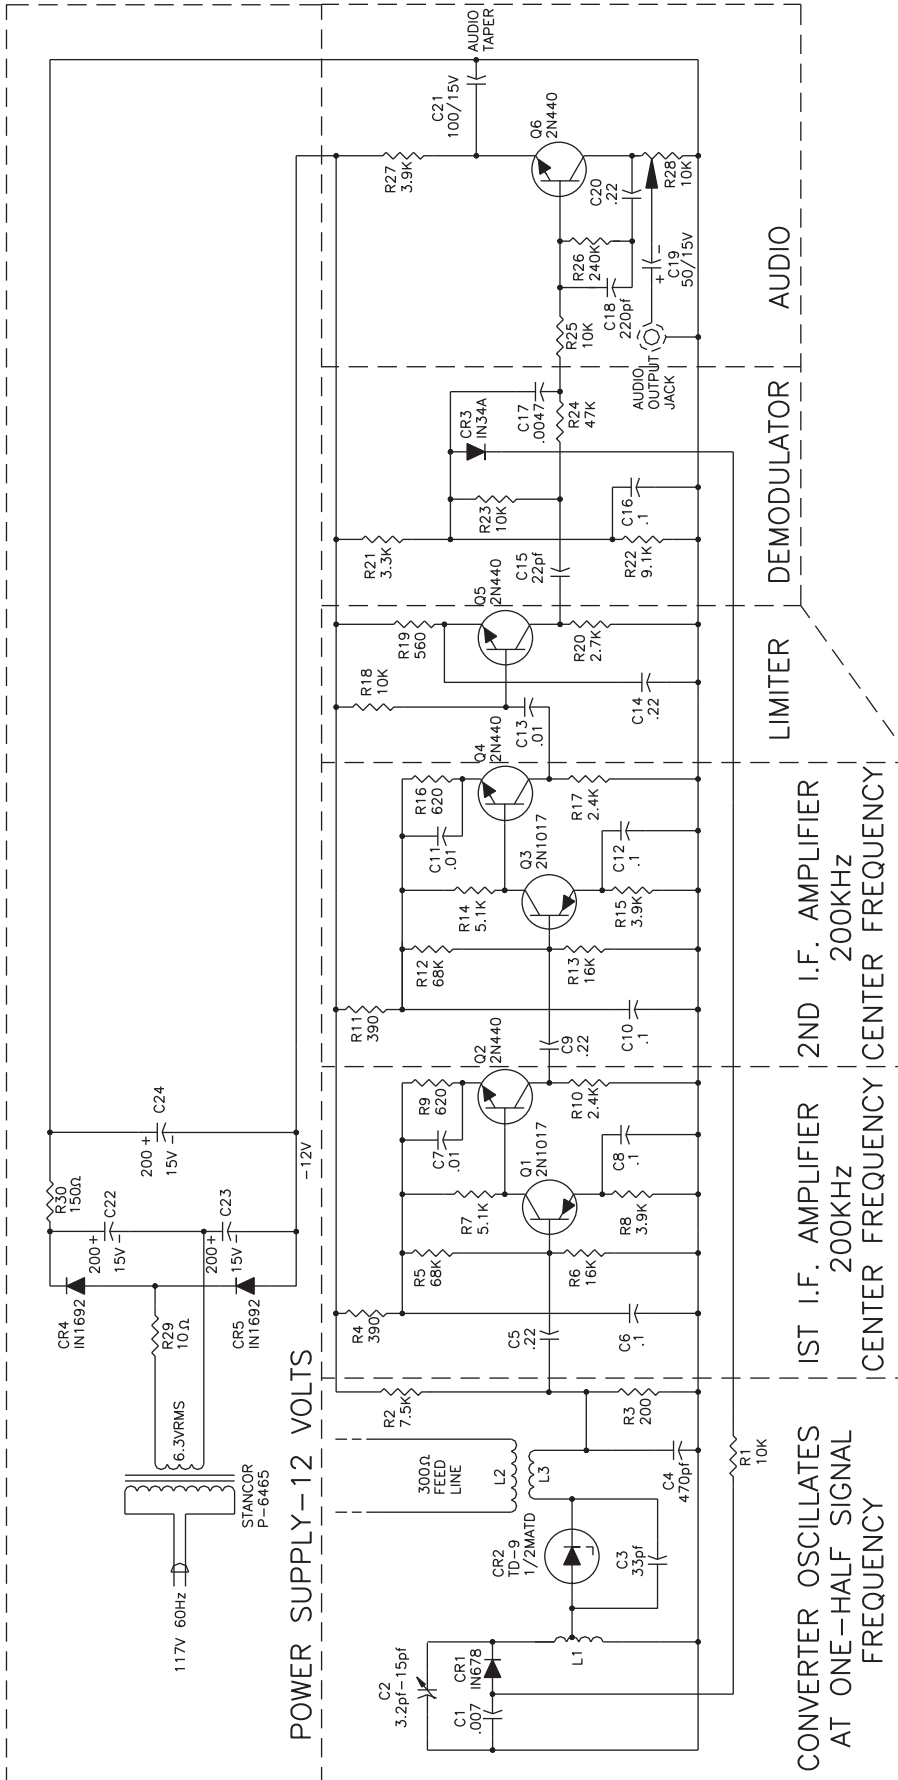 117V 60Hz
STANCOR
P-6465
6.3VRMS
R29
10Ω
CR4
IN1692
CR5
IN1692
200+
15V–
C22
200+
15V–
C23
R30
150Ω
200+
15V–
C24
–12V
POWER SUPPLY–12 VOLTS
C2
3.2pf–15pf
C1
.007
CR1
IN678
L1
CR2
TD-9
1/2MATD
C3
33pf
300Ω
FEED
LINE
L2
L3
C4
470pf
R2
7.5K
R3
200
R1
10K
CONVERTER OSCILLATES
AT ONE–HALF SIGNAL
FREQUENCY
R4
390
C5
.22
C6
.1
R5
68K
R6
16K
R7
5.1K
Q1
2N1017
R8
3.9K
C7
.01
C8
.1
R9
620
Q2
2N440
R10
2.4K
IST I.F. AMPLIFIER
200KHz
CENTER FREQUENCY
R11
390
C9
.22
C10
.1
R12
68K
R13
16K
R14
5.1K
Q3
2N1017
R15
3.9K
C11
.01
C12
.1
R16
620
Q4
2N440
R17
2.4K
2ND I.F. AMPLIFIER
200KHz
CENTER FREQUENCY
R18
10K
C13
.01
C14
.22
R19
560
Q5
2N440
R20
2.7K
LIMITER
R21
3.3K
C15
22pf
R22
9.1K
R23
10K
C16
.1
CR3
IN34A
C17
.0047
R24
47K
DEMODULATOR
R25
10K
C18
220pf
R26
240K
C20
.22
C19
50/15V
+
–
AUDIO
OUTPUT
JACK
R27
3.9K
C21
100/15V
Q6
2N440
R28
10K
AUDIO
TAPER
AUDIO